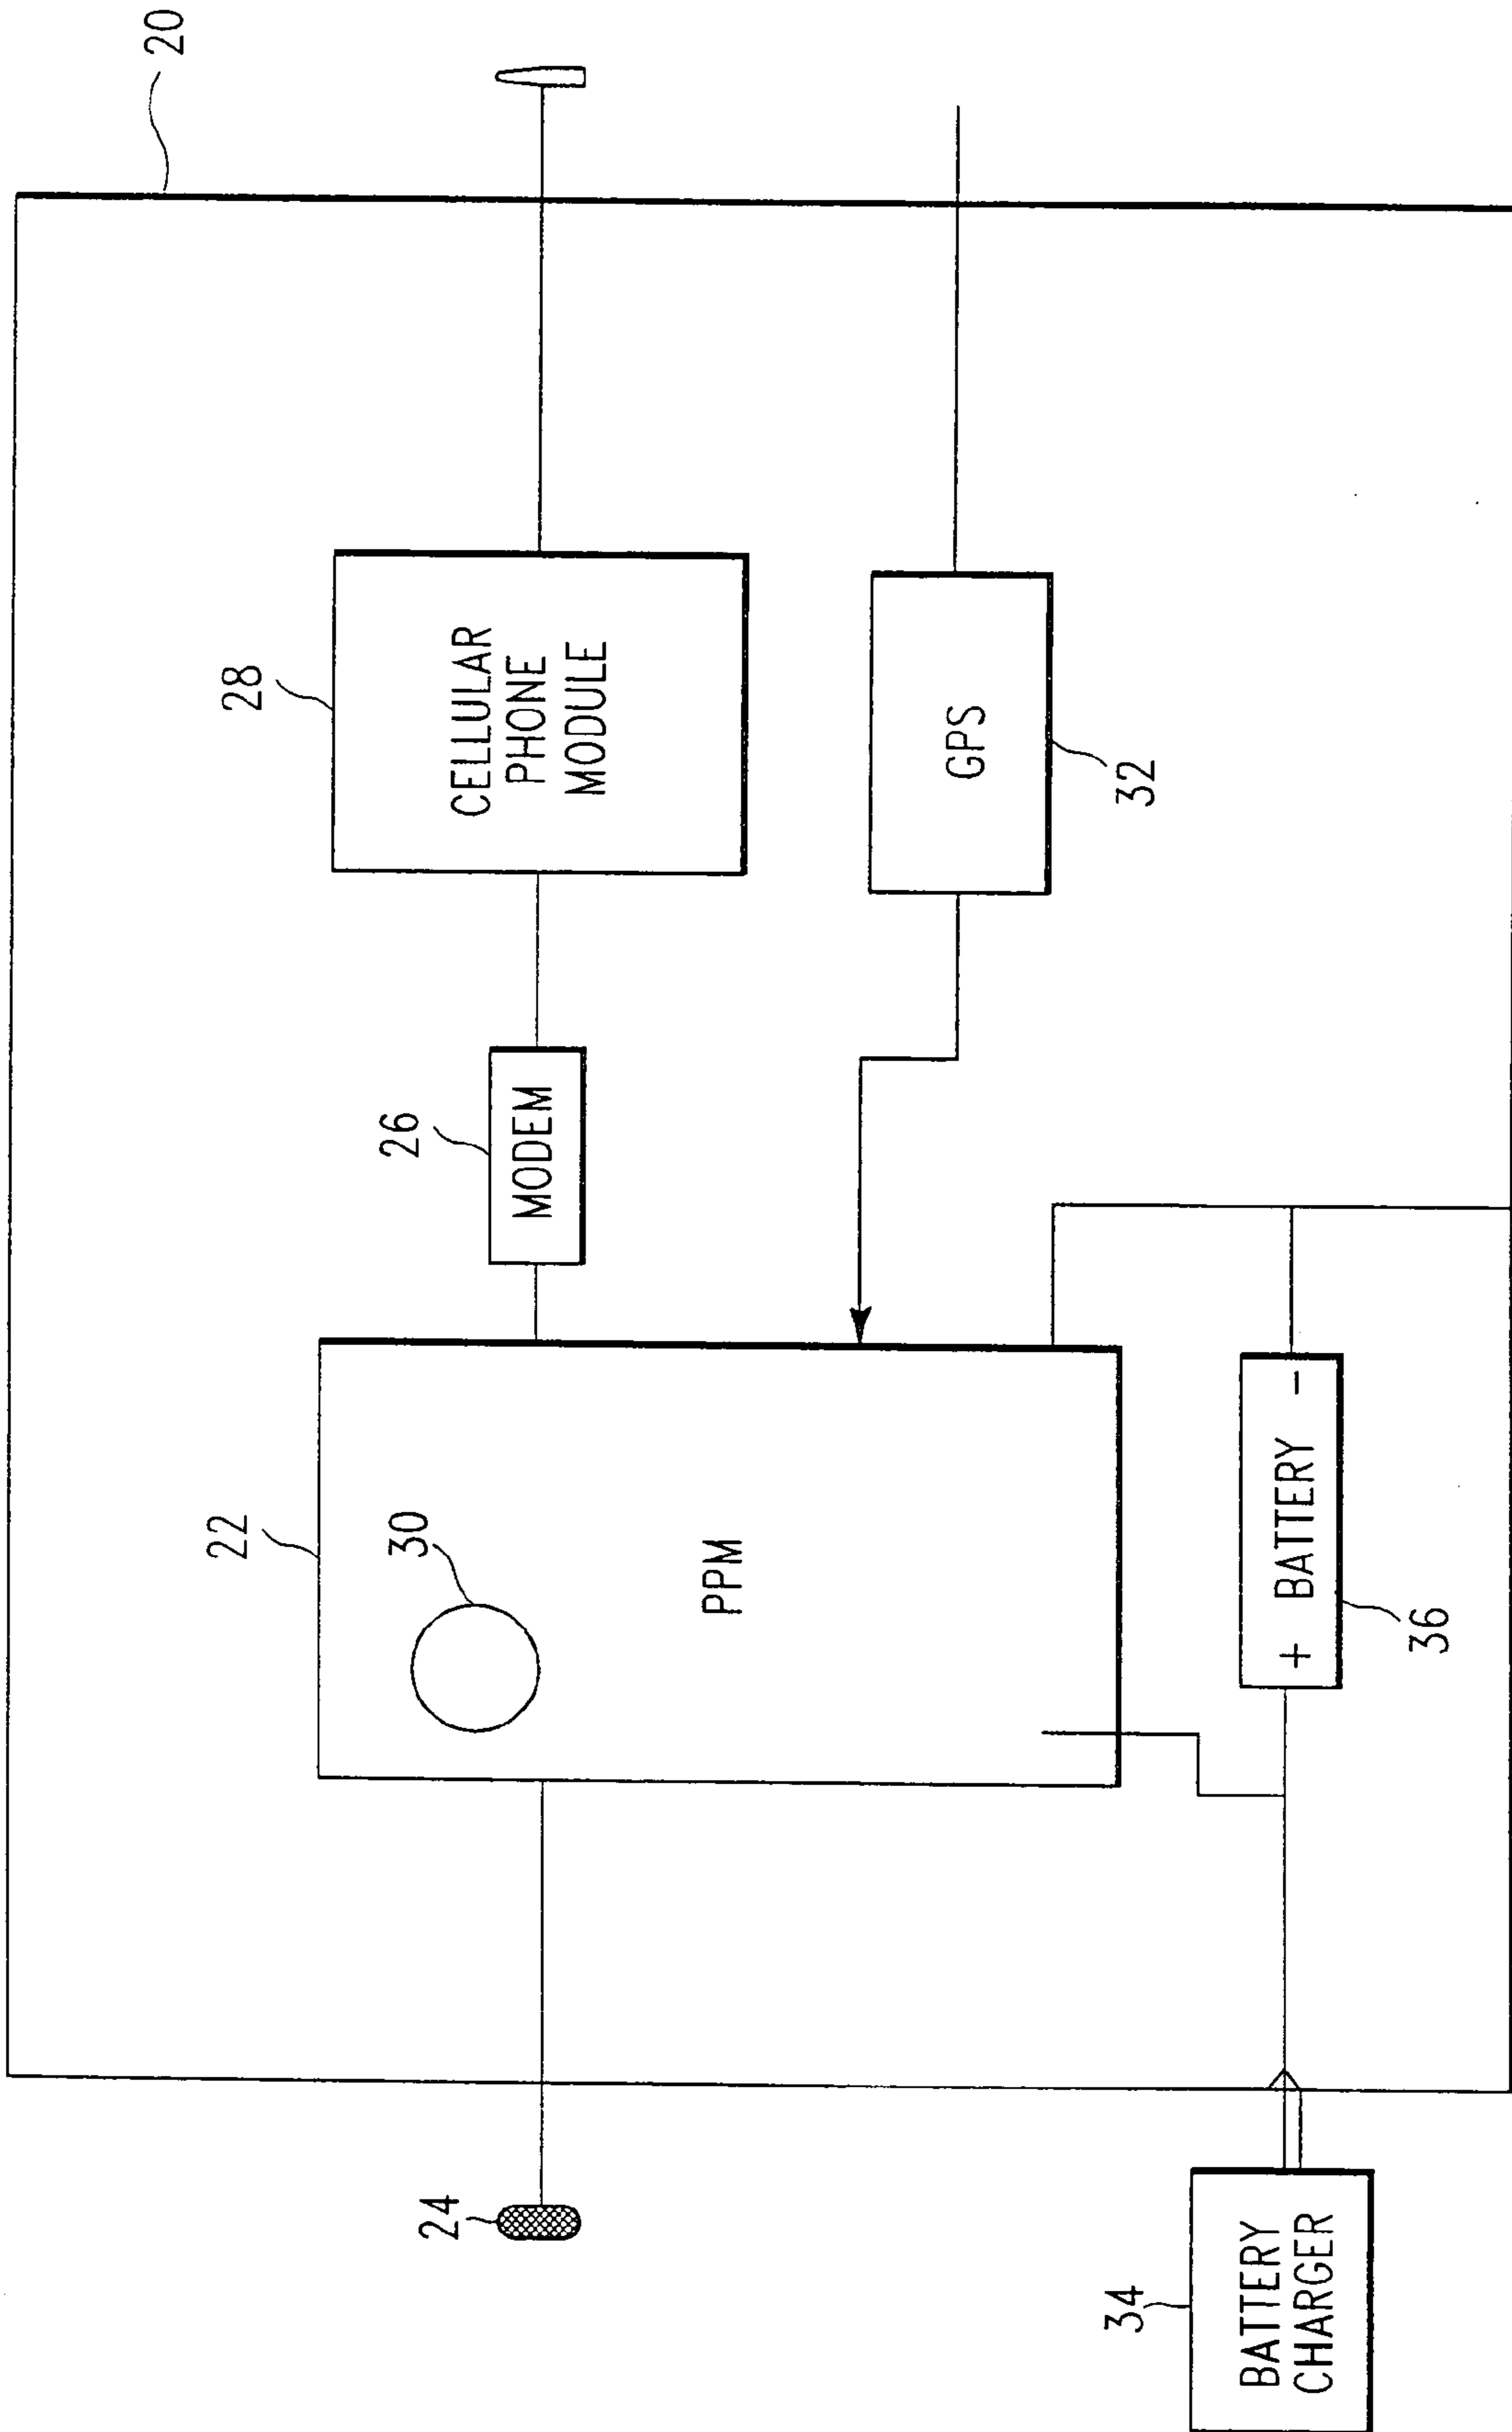 20
28
CELLULAR
PHONE
MODULE
GPS
32
26
MODEM
22
30
PPM
+ BATTERY -
36
24
34
BATTERY
CHARGER